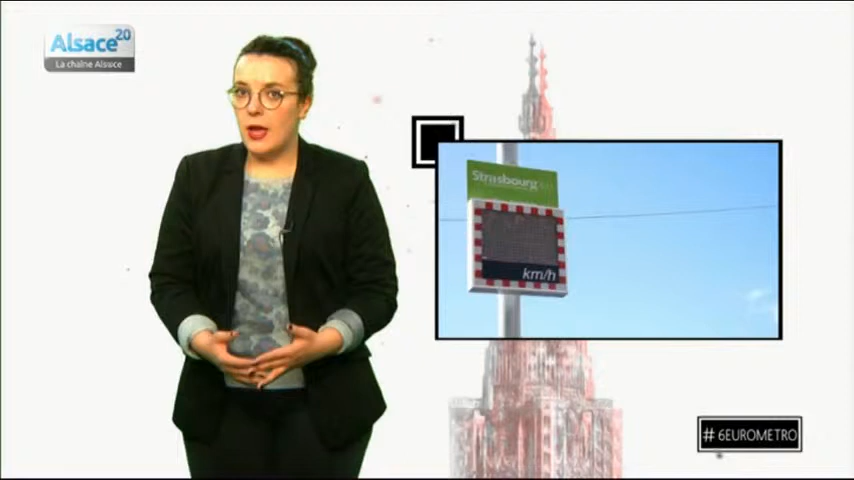 Alsace20
La chaîne Alsace
Strasbourg
km/h
# 6EUROMETRO